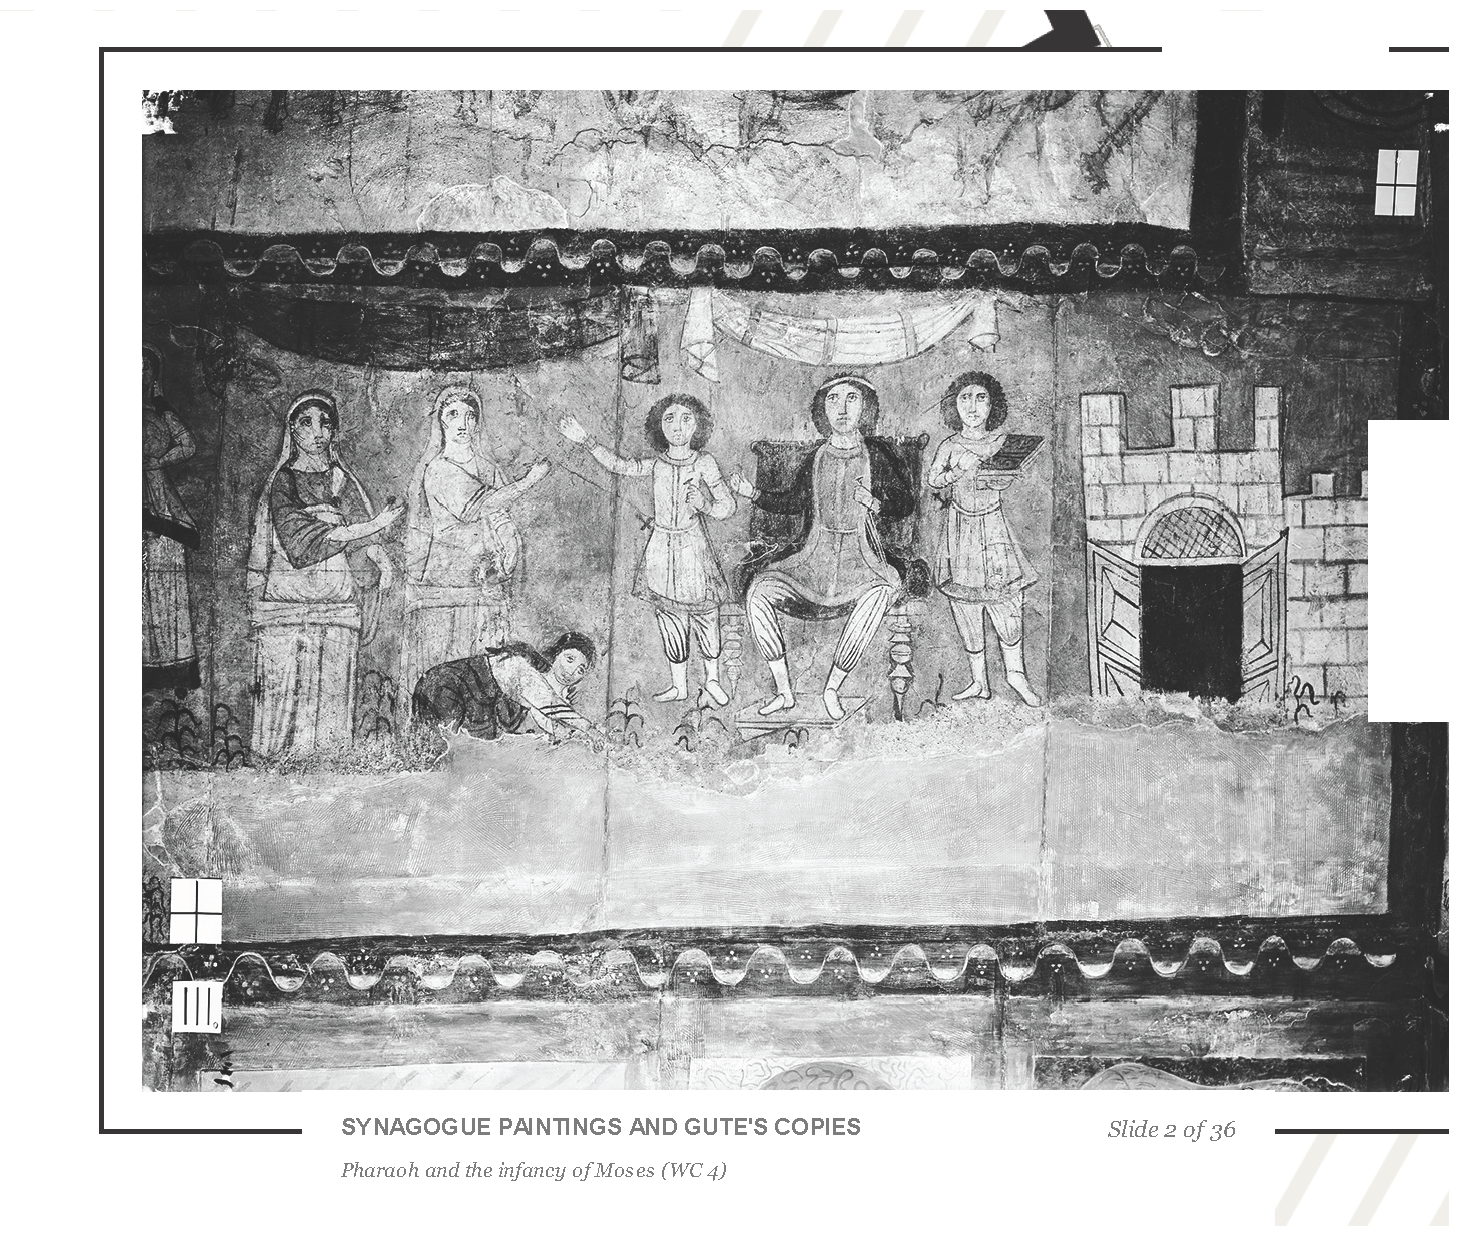 SYNAGOGUE PAINTINGS AND GUTE'S COPIES
Slide 2 of 36
Pharaoh and the infancy of Moses (WC 4)